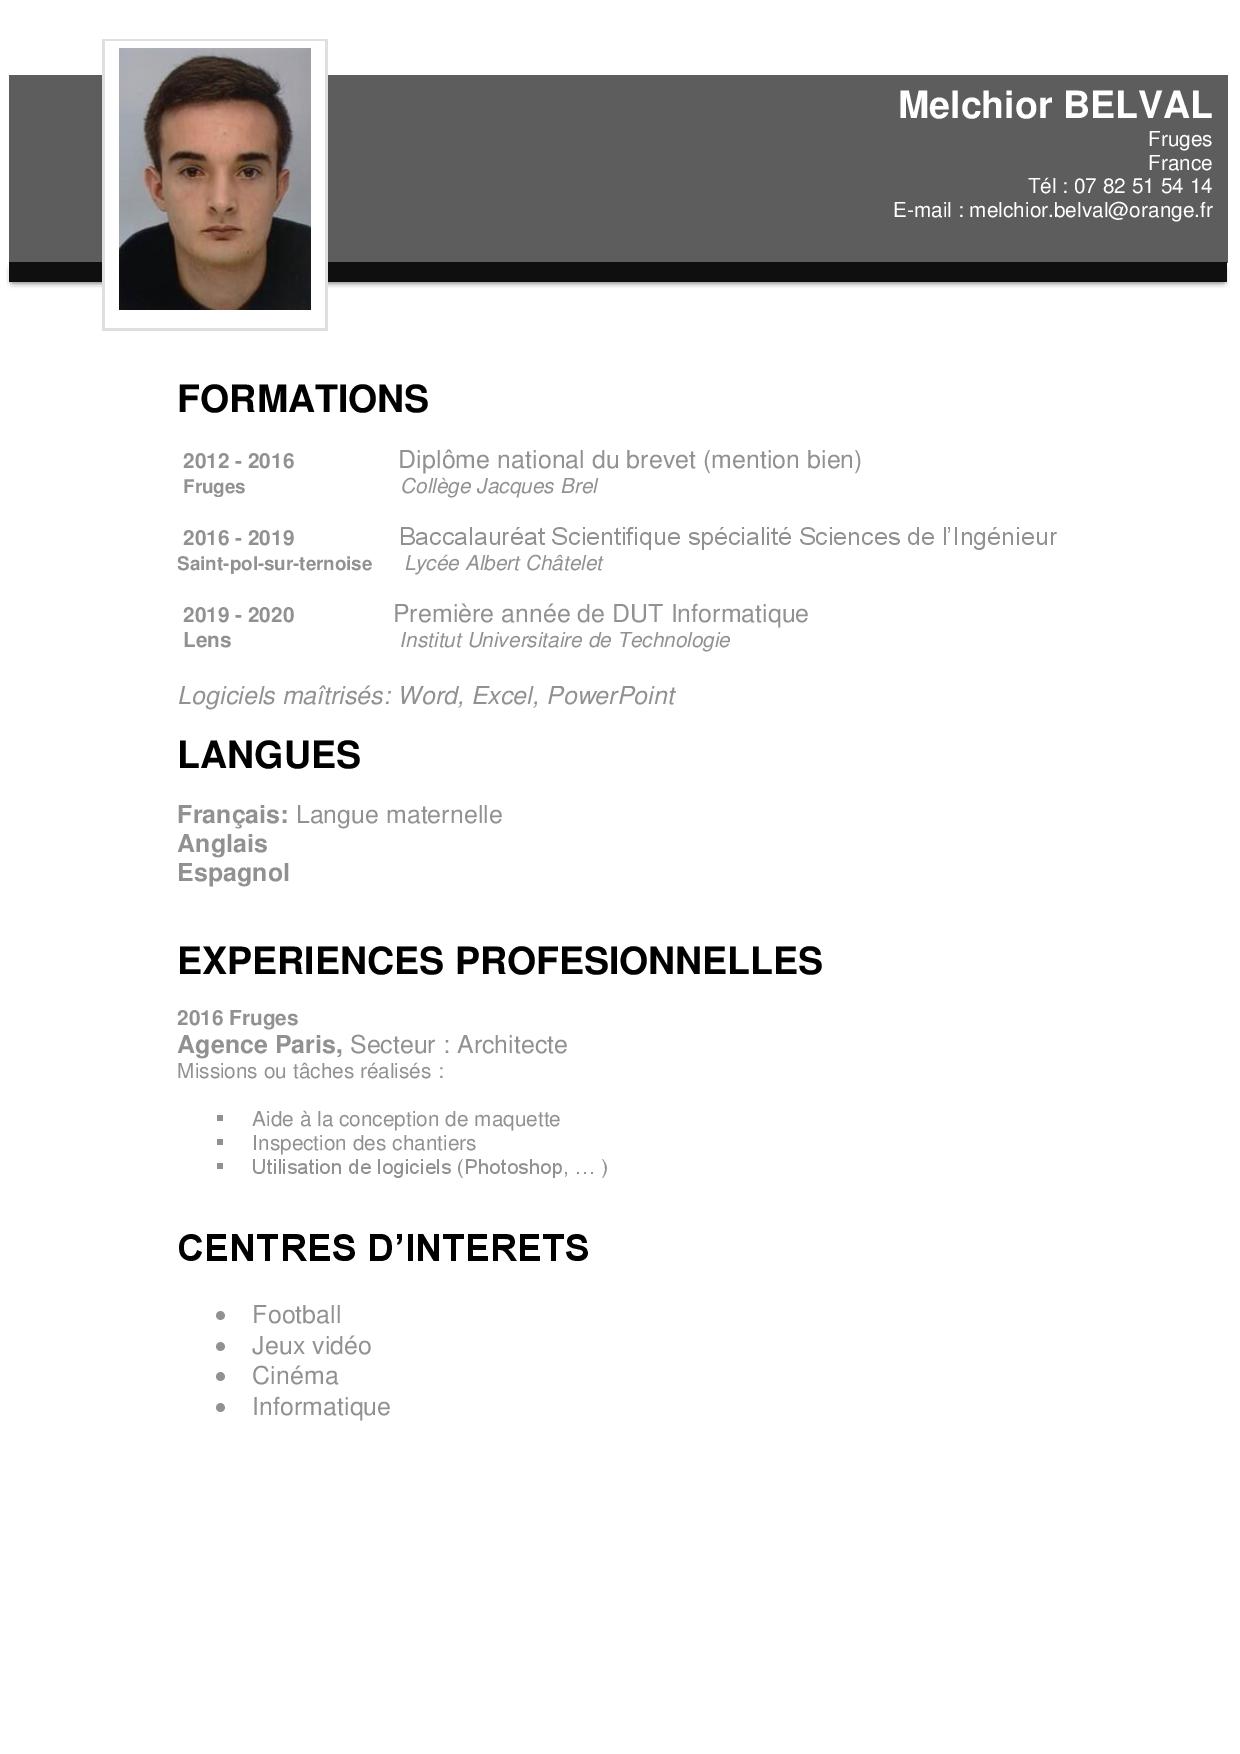 Melchior BELVAL
Fruges
France
Tél : 07 82 51 54 14
E-mail : melchior.belval@orange.fr
FORMATIONS
2012 - 2016 Diplôme national du brevet (mention bien)
Fruges Collège Jacques Brel
2016 - 2019 Baccalauréat Scientifique spécialité Sciences de l’Ingénieur
Saint-pol-sur-ternoise Lycée Albert Châtelet
2019 - 2020 Première année de DUT Informatique
Lens Institut Universitaire de Technologie
Logiciels maîtrisés: Word, Excel, PowerPoint
LANGUES
Français: Langue maternelle
Anglais
Espagnol
EXPERIENCES PROFESIONNELLES
2016 Fruges
Agence Paris, Secteur : Architecte
Missions ou tâches réalisés :
▪ Aide à la conception de maquette
▪ Inspection des chantiers
▪ Utilisation de logiciels (Photoshop, … )
CENTRES D’INTERETS
• Football
• Jeux vidéo
• Cinéma
• Informatique